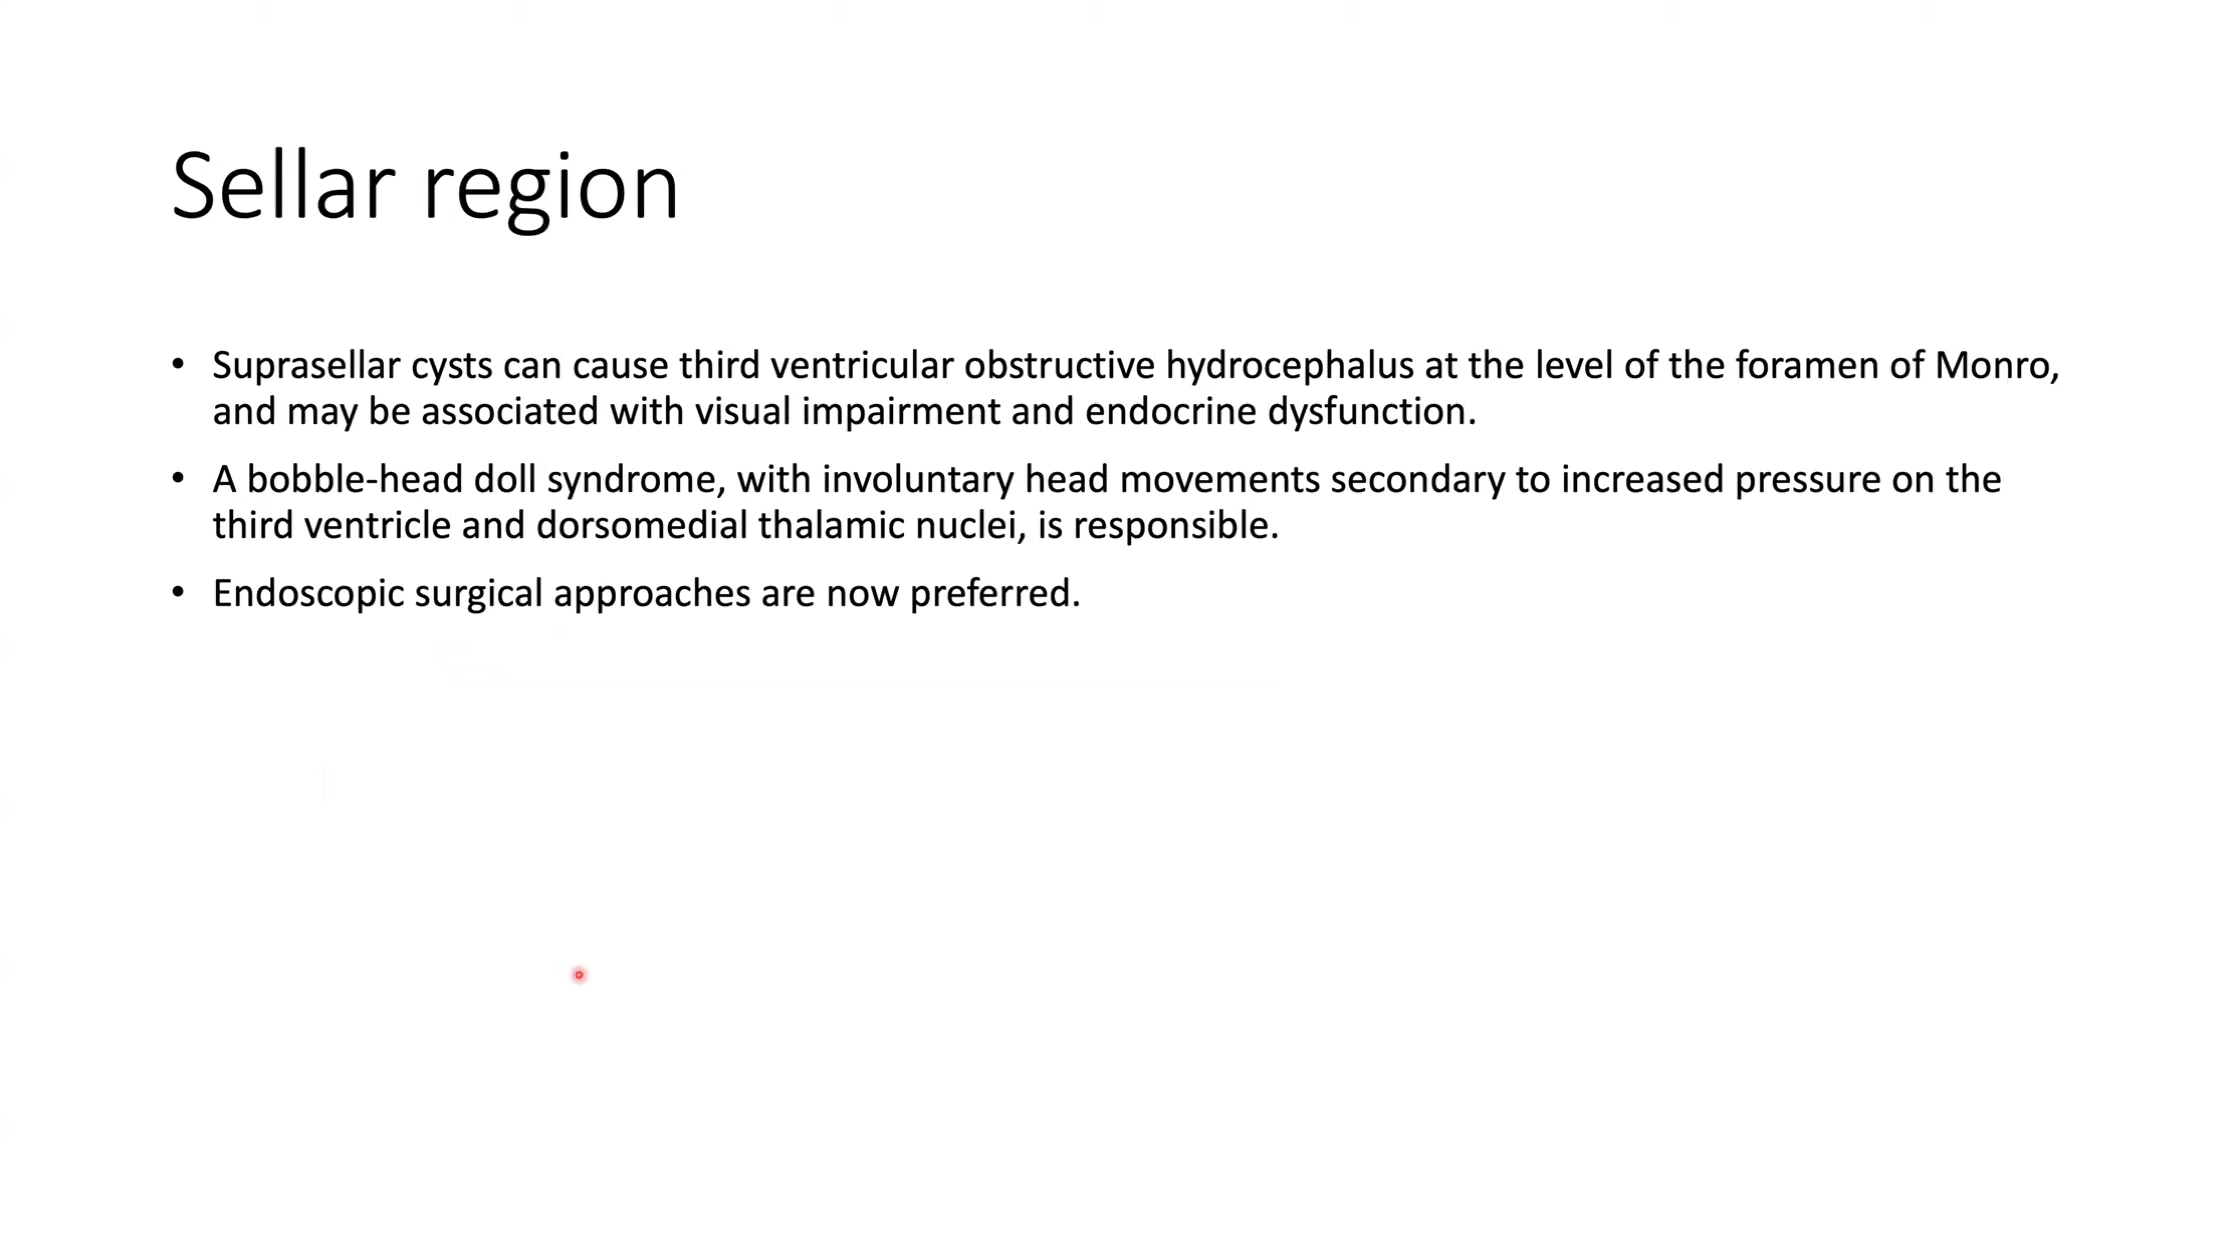 Sellar region
• Suprasellar cysts can cause third ventricular obstructive hydrocephalus at the level of the foramen of Monro,
and may be associated with visual impairment and endocrine dysfunction.
• A bobble-head doll syndrome, with involuntary head movements secondary to increased pressure on the
third ventricle and dorsomedial thalamic nuclei, is responsible.
• Endoscopic surgical approaches are now preferred.